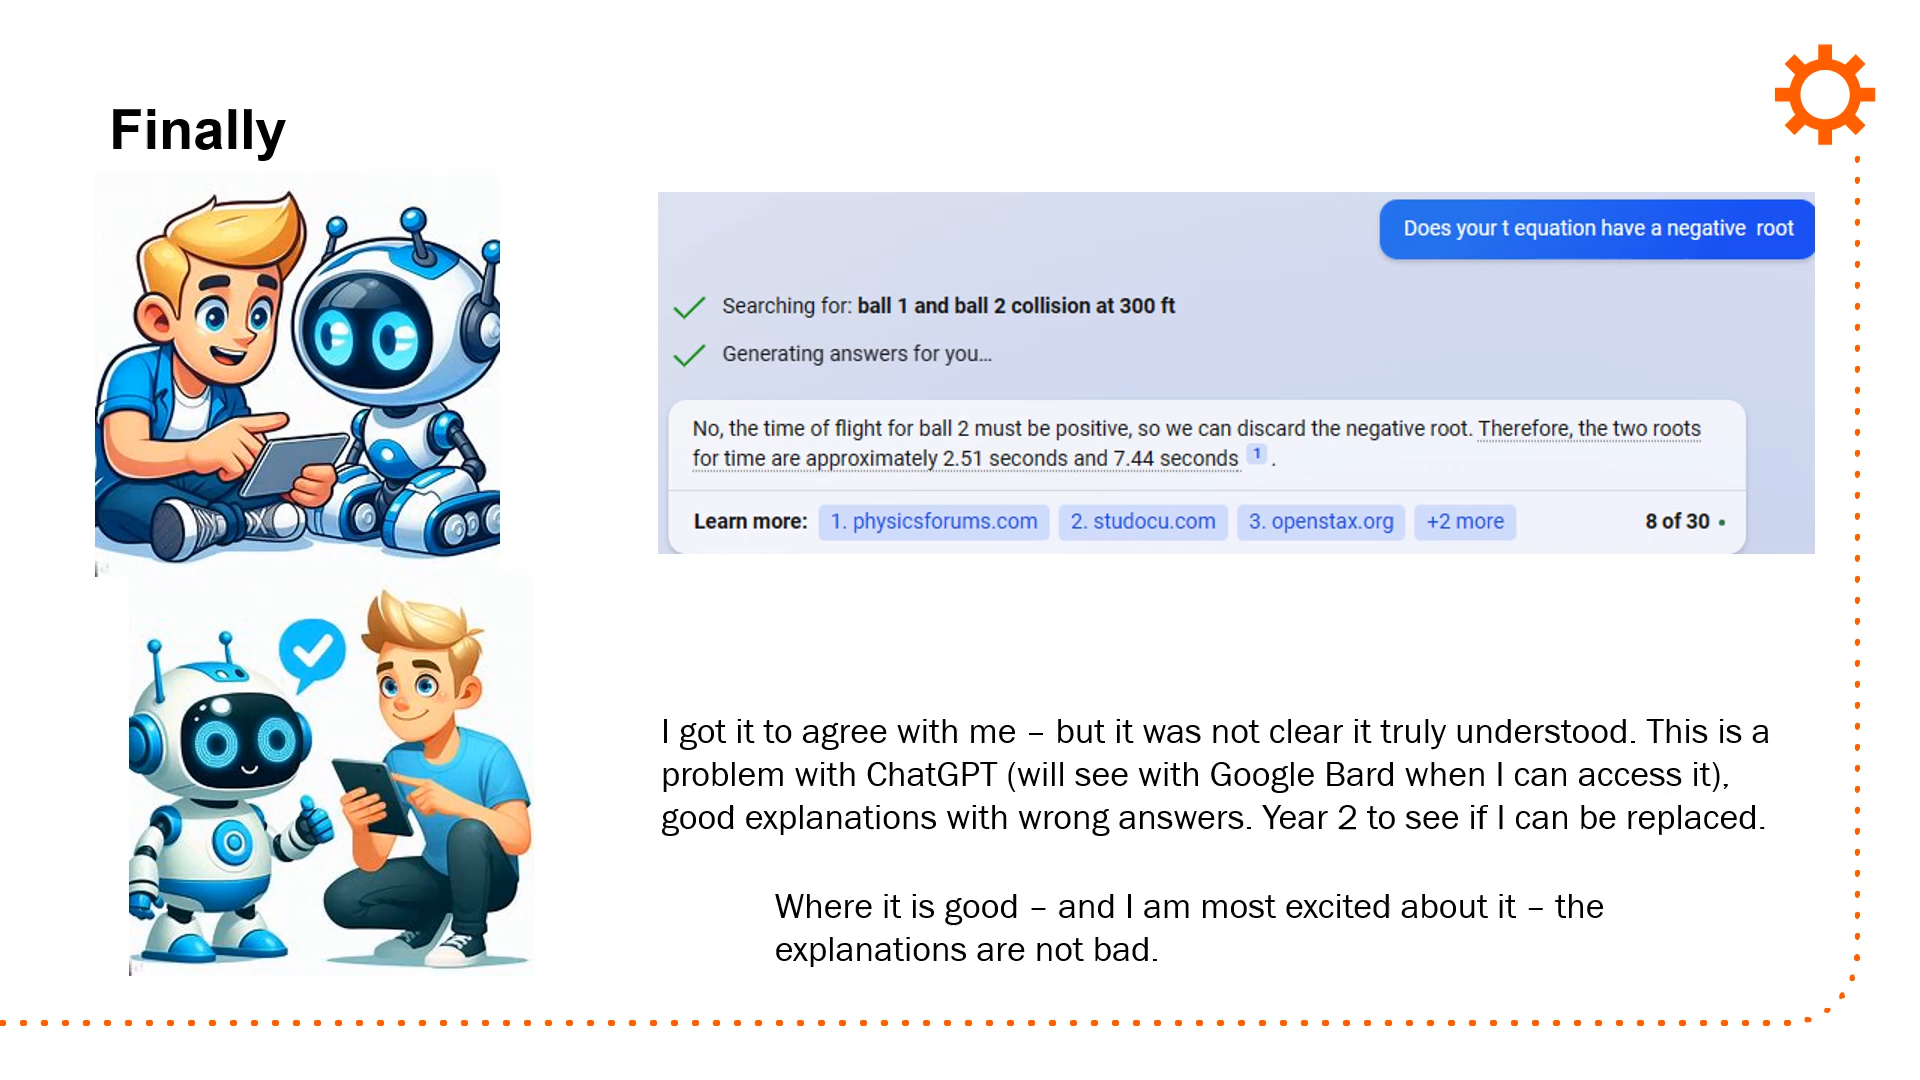 Finally
Does your t equation have a negative  root
Searching for: ball 1 and ball 2 collision at 300 ft
Generating answers for you...
No, the time of flight for ball 2 must be positive, so we can discard the negative root. Therefore, the two roots
for time are approximately 2.51 seconds and 7.44 seconds 1 .
Learn more: 1. physicsforums.com 2. studocu.com 3. openstax.org +2 more 8 of 30
I got it to agree with me – but it was not clear it truly understood. This is a
problem with ChatGPT (will see with Google Bard when I can access it),
good explanations with wrong answers. Year 2 to see if I can be replaced.
Where it is good – and I am most excited about it – the
explanations are not bad.